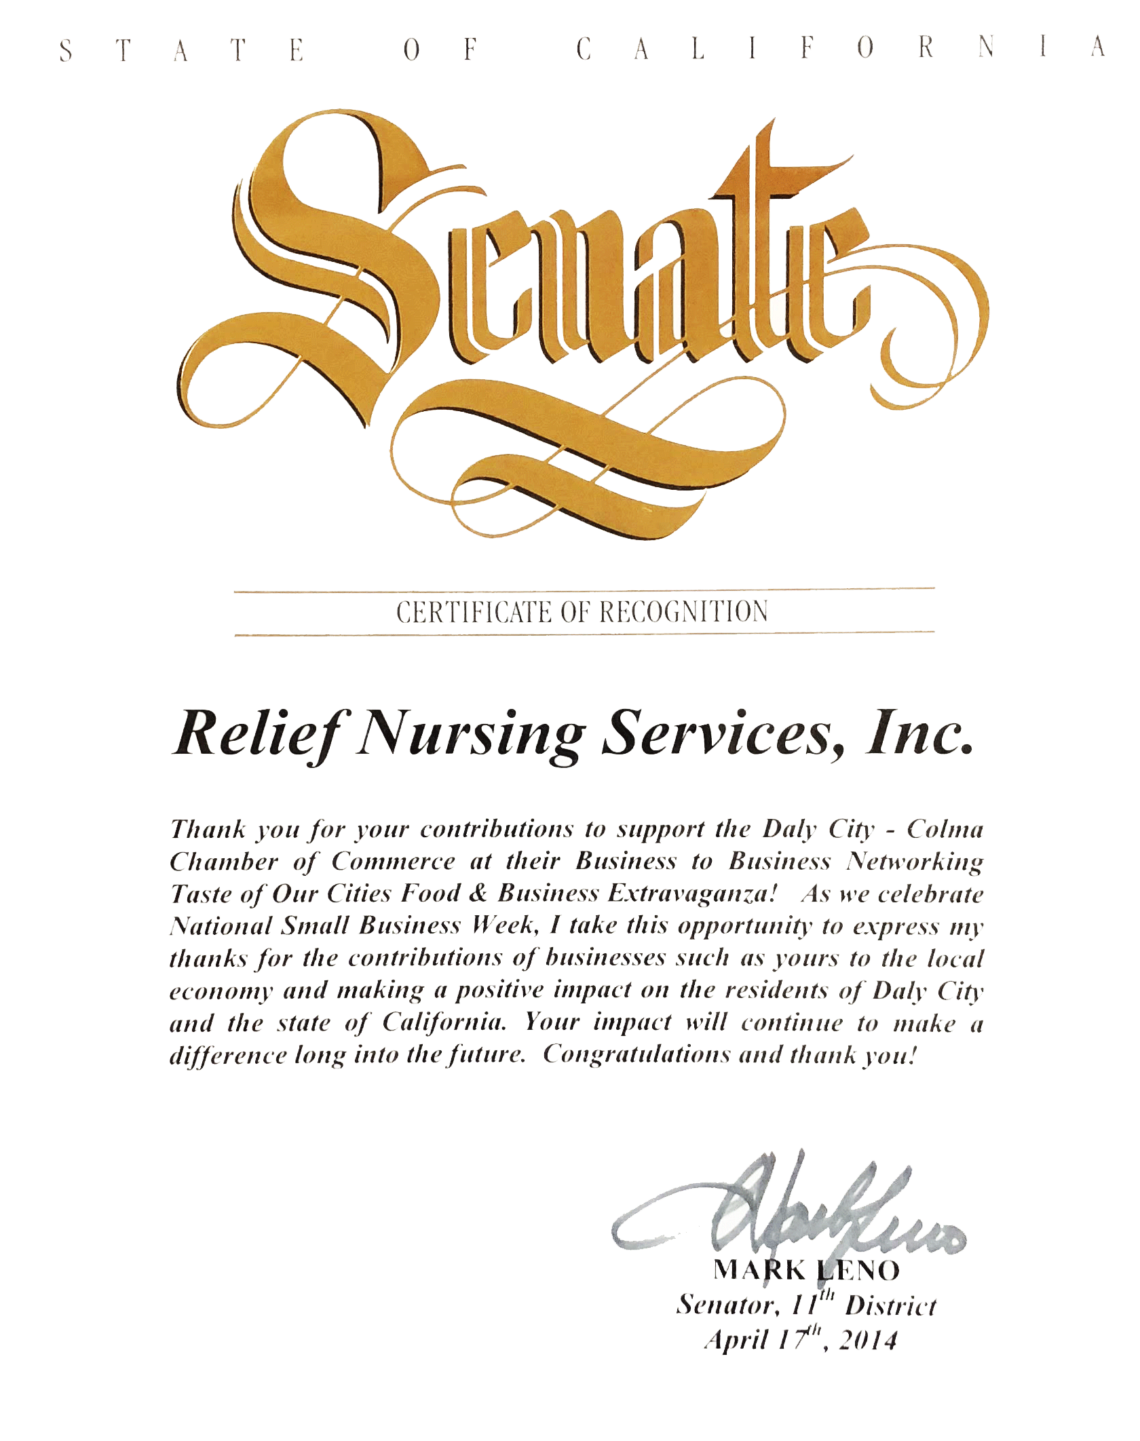 STATE OF CALIFORNIA
Senate
CERTIFICATE OF RECOGNITION
Relief Nursing Services, Inc.
Thank you for your contributions to support the Daly City - Colma
Chamber of Commerce at their Business to Business Networking
Taste of Our Cities Food & Business Extravaganza! As we celebrate
National Small Business Week, I take this opportunity to express my
thanks for the contributions of businesses such as yours to the local
economy and making a positive impact on the residents of Daly City
and the state of California. Your impact will continue to make a
difference long into the future. Congratulations and thank you!
Mark Leno
MARK LENO
Senator, 11th District
April 17th, 2014